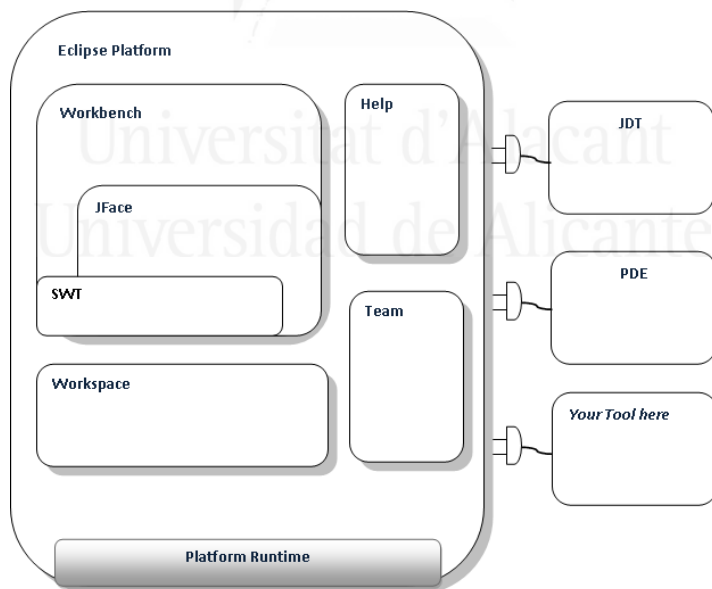 Eclipse Platform
Workbench
Help
JDT
Universitat d'Alacant
JFace
Universidad de Alicante
PDE
SWT
Team
Workspace
Your Tool here
Platform Runtime